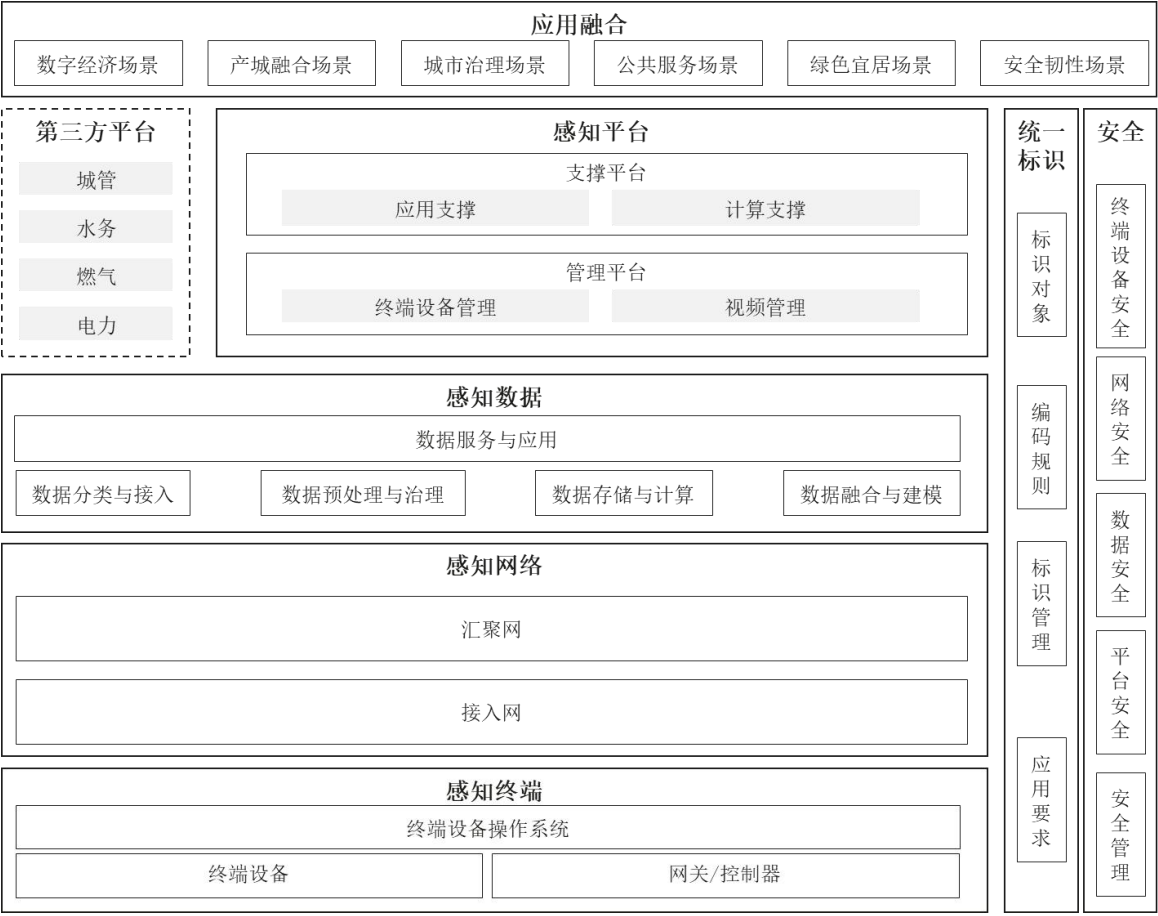 应用融合
数字经济场景
产城融合场景
城市治理场景
公共服务场景
绿色宜居场景
安全韧性场景
第三方平台
城管
水务
燃气
电力
感知平台
支撑平台
应用支撑
计算支撑
管理平台
终端设备管理
视频管理
感知数据
数据服务与应用
数据分类与接入
数据预处理与治理
数据存储与计算
数据融合与建模
感知网络
汇聚网
接入网
感知终端
终端设备操作系统
终端设备
网关/控制器
统一
标识
标识对象
编码规则
标识管理
应用要求
安全
终端设备安全
网络安全
数据安全
平台安全
安全管理